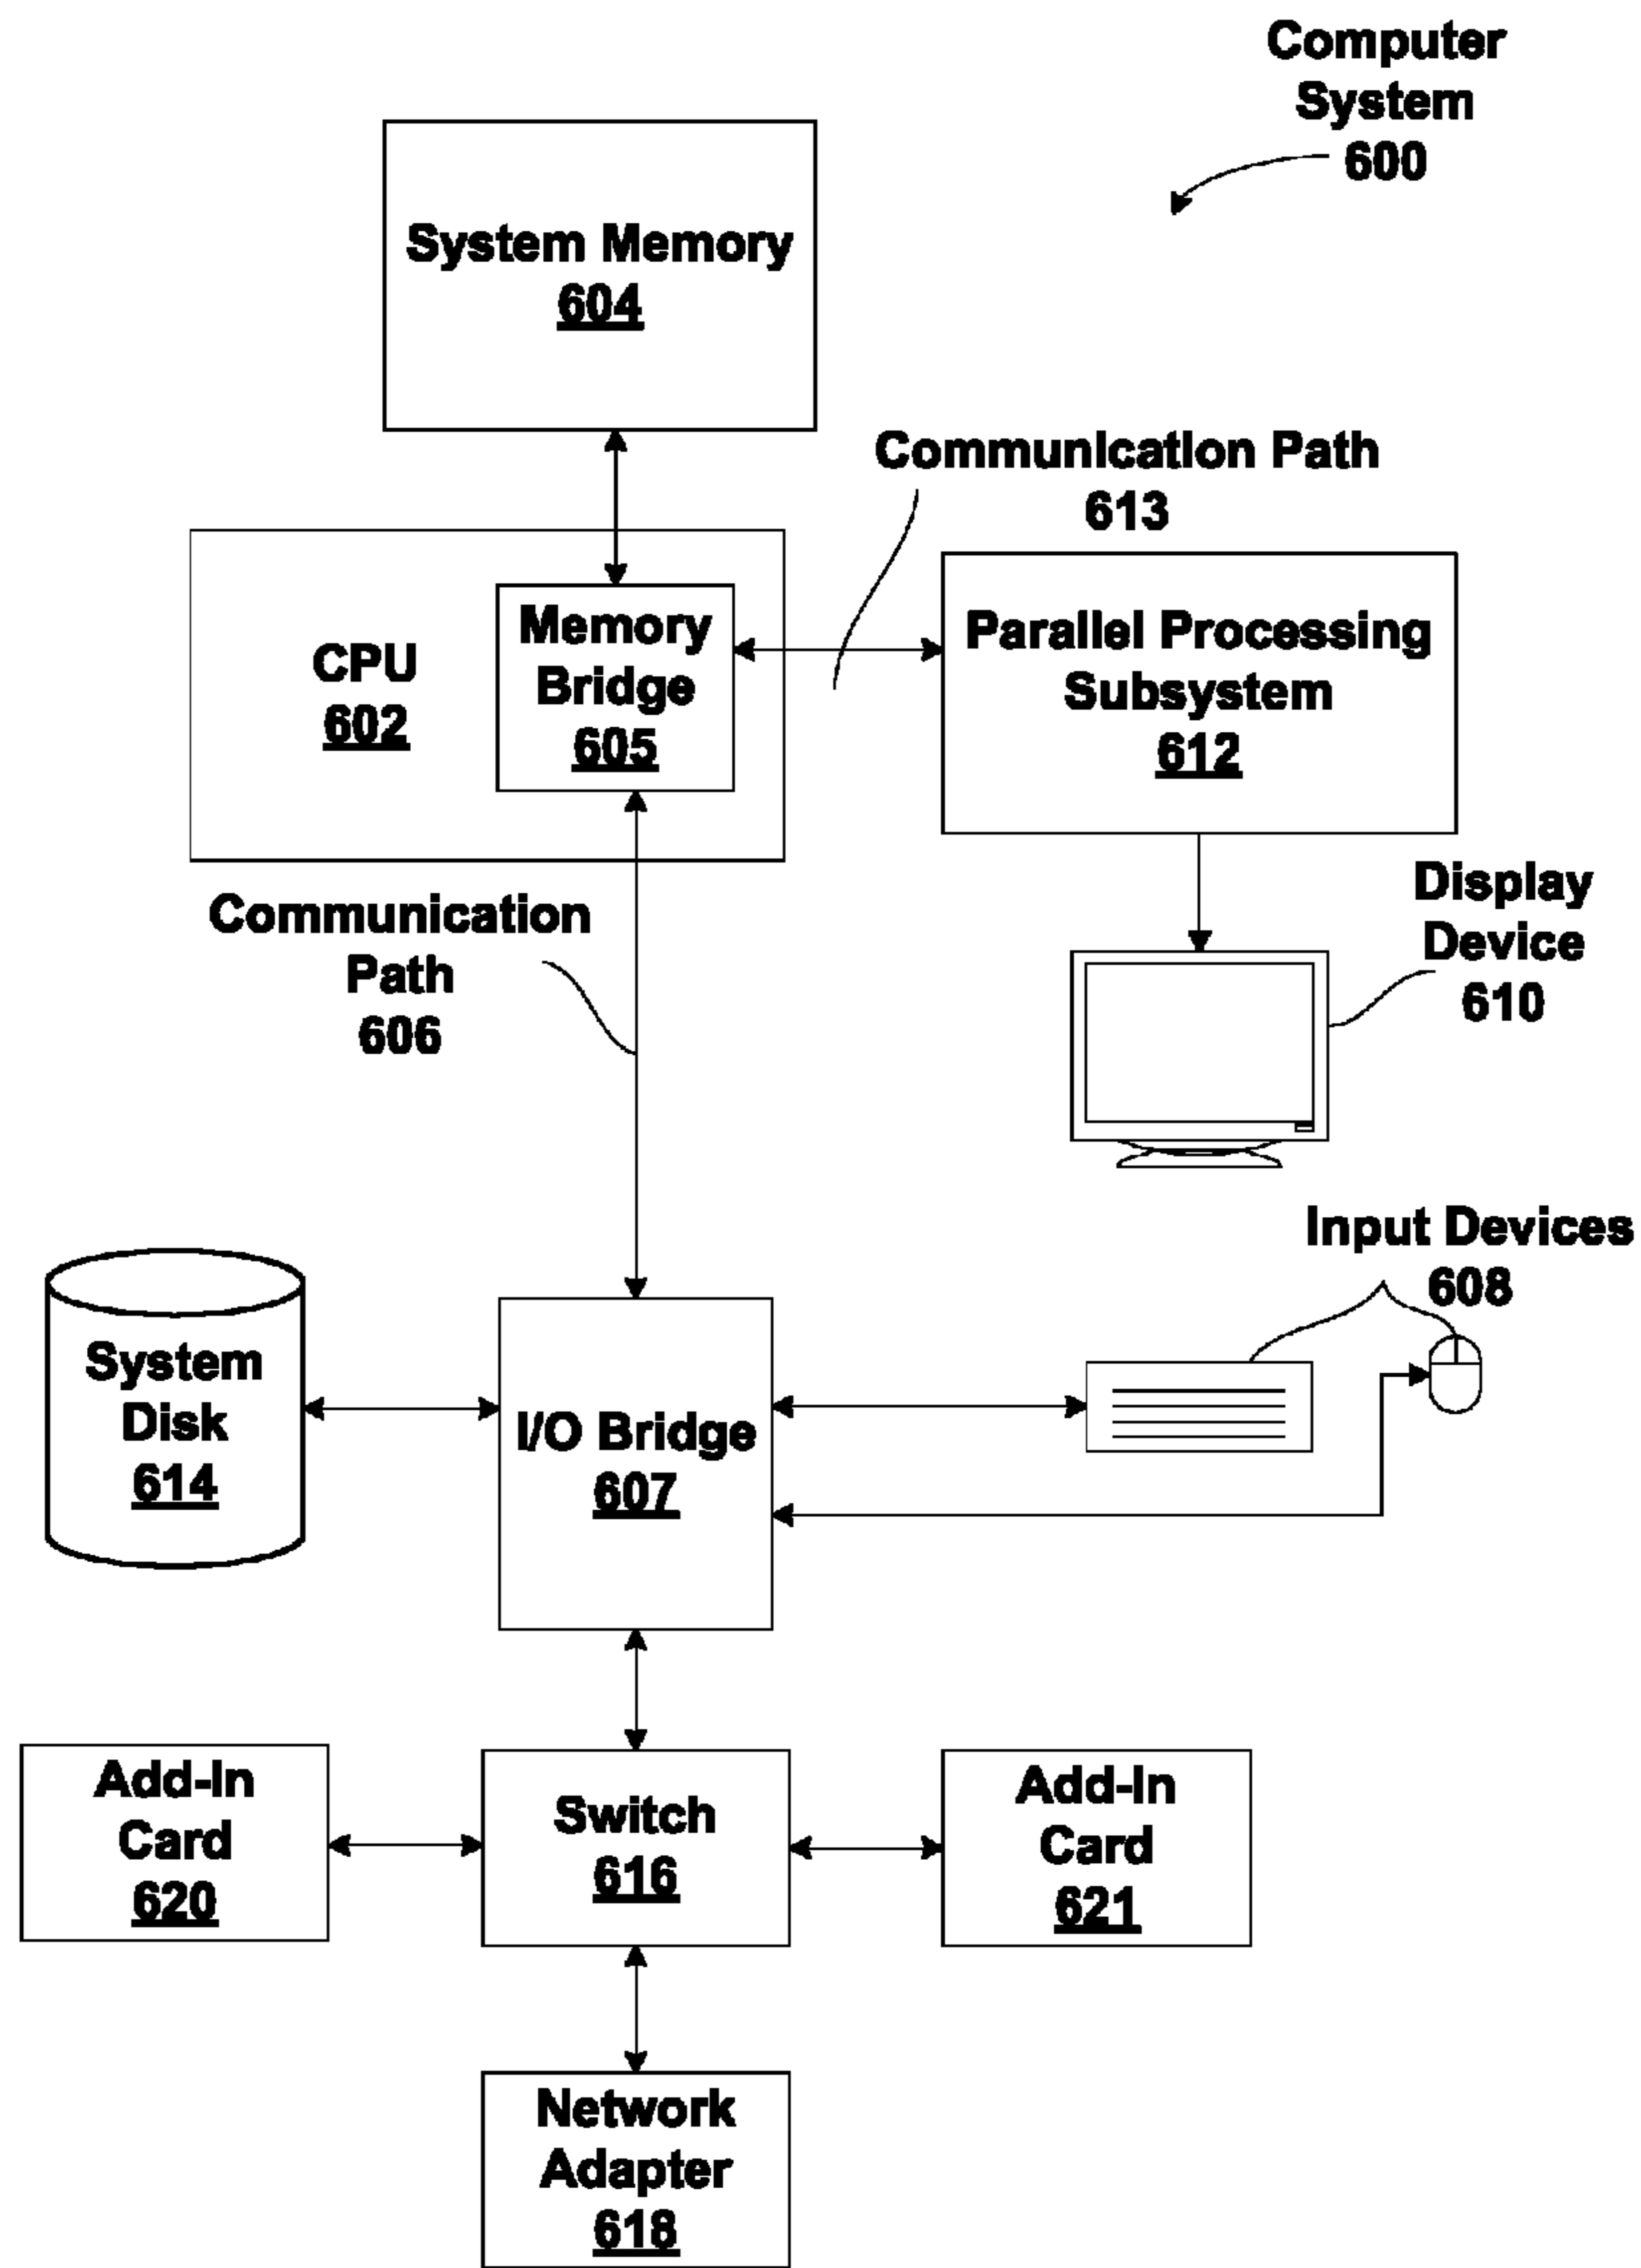 Computer
System
600
System Memory
604
Communication Path
613
CPU
602
Memory
Bridge
605
Parallel Processing
Subsystem
612
Communication
Path
606
Display
Device
610
Input Devices
608
System
Disk
614
I/O Bridge
607
Add-In
Card
620
Switch
616
Add-In
Card
621
Network
Adapter
618